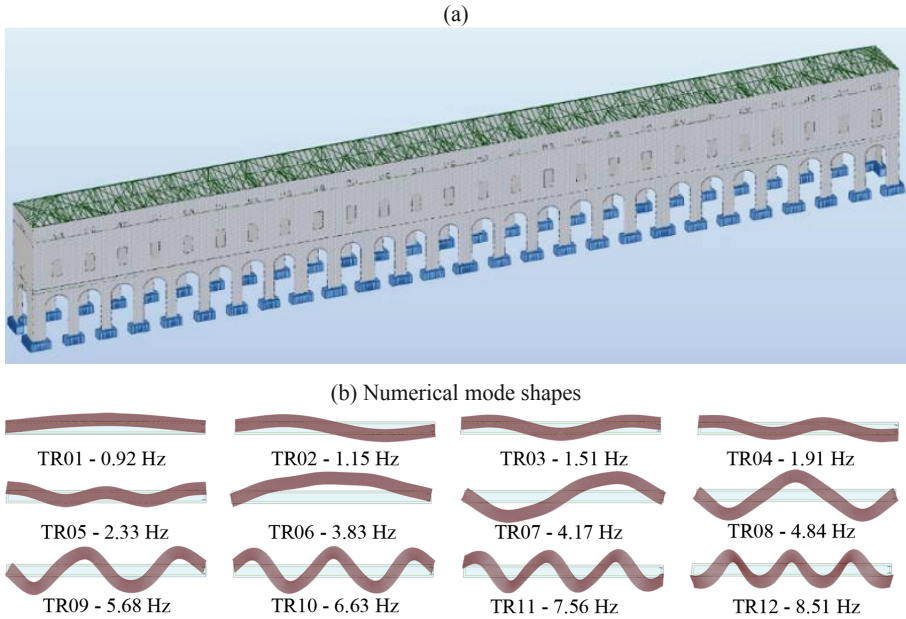 (a)
(b) Numerical mode shapes
TR01 - 0.92 Hz
TR02 - 1.15 Hz
TR03 - 1.51 Hz
TR04 - 1.91 Hz
TR05 - 2.33 Hz
TR06 - 3.83 Hz
TR07 - 4.17 Hz
TR08 - 4.84 Hz
TR09 - 5.68 Hz
TR10 - 6.63 Hz
TR11 - 7.56 Hz
TR12 - 8.51 Hz